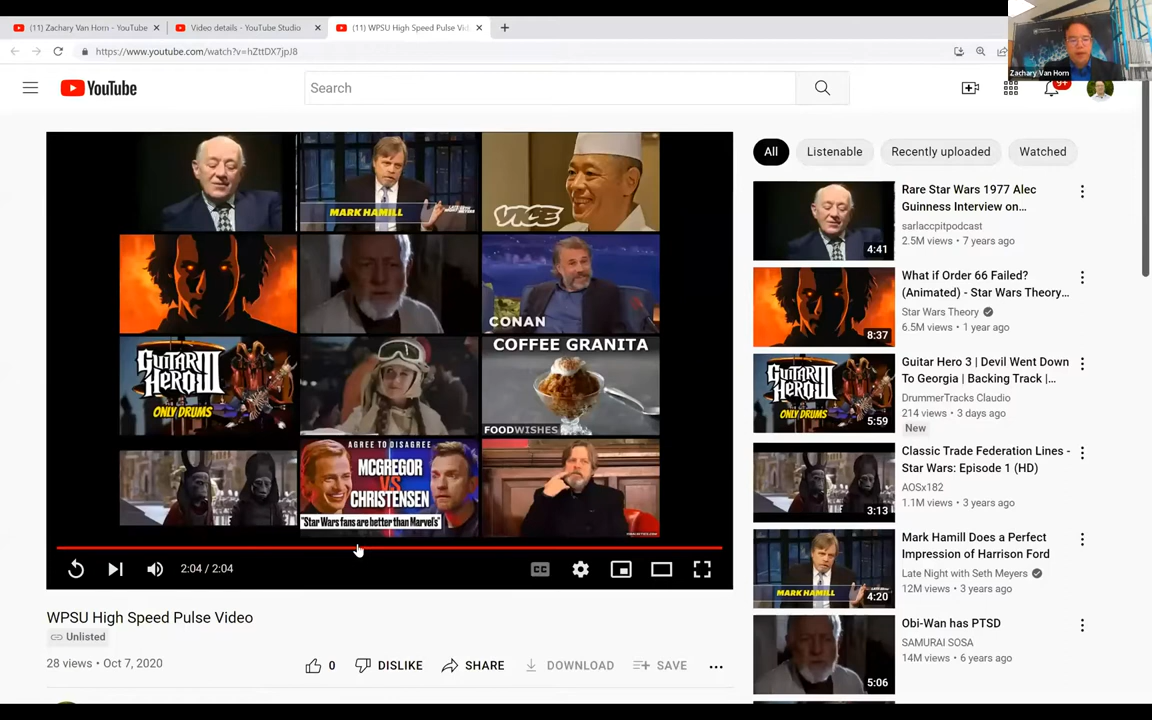 (11) Zachary Van Horn - YouTube
Video details - YouTube Studio
(11) WPSU High Speed Pulse Vid
https://www.youtube.com/watch?v=hZttDX7jpJ8
Zachary Van Horn
YouTube
Search
9+
All
Listenable
Recently uploaded
Watched
MARK HAMILL
VICE
CONAN
GUITAR
HERO III
ONLY DRUMS
COFFEE GRANITA
FOODWISHES
AGREE TO DISAGREE
MCGREGOR
VS
CHRISTENSEN
"Star Wars fans are better than Marvel's"
2:04 / 2:04
CC
WPSU High Speed Pulse Video
Unlisted
28 views • Oct 7, 2020
0
DISLIKE
SHARE
DOWNLOAD
SAVE
4:41
Rare Star Wars 1977 Alec
Guinness Interview on…
sarlaccpitpodcast
2.5M views • 7 years ago
8:37
What if Order 66 Failed?
(Animated) - Star Wars Theory…
Star Wars Theory
6.5M views • 1 year ago
GUITAR
HERO III
ONLY DRUMS
5:59
Guitar Hero 3 | Devil Went Down
To Georgia | Backing Track |…
DrummerTracks Claudio
214 views • 3 days ago
New
3:13
Classic Trade Federation Lines -
Star Wars: Episode 1 (HD)
AOSx182
1.1M views • 3 years ago
MARK HAMILL
4:20
Mark Hamill Does a Perfect
Impression of Harrison Ford
Late Night with Seth Meyers
12M views • 3 years ago
5:06
Obi-Wan has PTSD
SAMURAI SOSA
14M views • 6 years ago